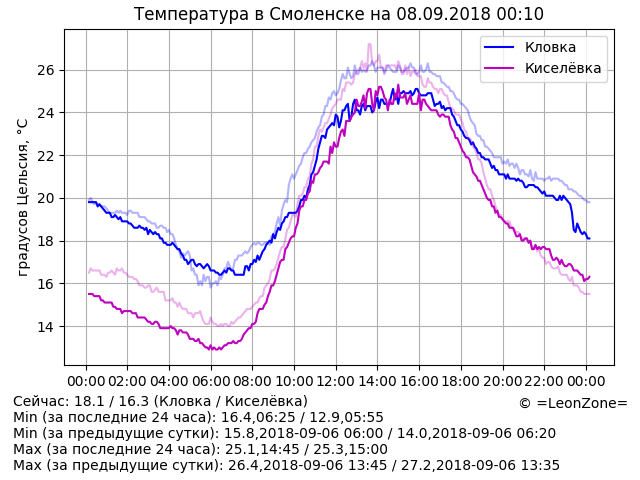 Температура в Смоленске на 08.09.2018 00:10
Кловка
Киселёвка
градусов Цельсия, °C
26
24
22
20
18
16
14
00:00 02:00 04:00 06:00 08:00 10:00 12:00 14:00 16:00 18:00 20:00 22:00 00:00
Сейчас: 18.1 / 16.3 (Кловка / Киселёвка)
© =LeonZone=
Min (за последние 24 часа): 16.4,06:25 / 12.9,05:55
Min (за предыдущие сутки): 15.8,2018-09-06 06:00 / 14.0,2018-09-06 06:20
Max (за последние 24 часа): 25.1,14:45 / 25.3,15:00
Max (за предыдущие сутки): 26.4,2018-09-06 13:45 / 27.2,2018-09-06 13:35